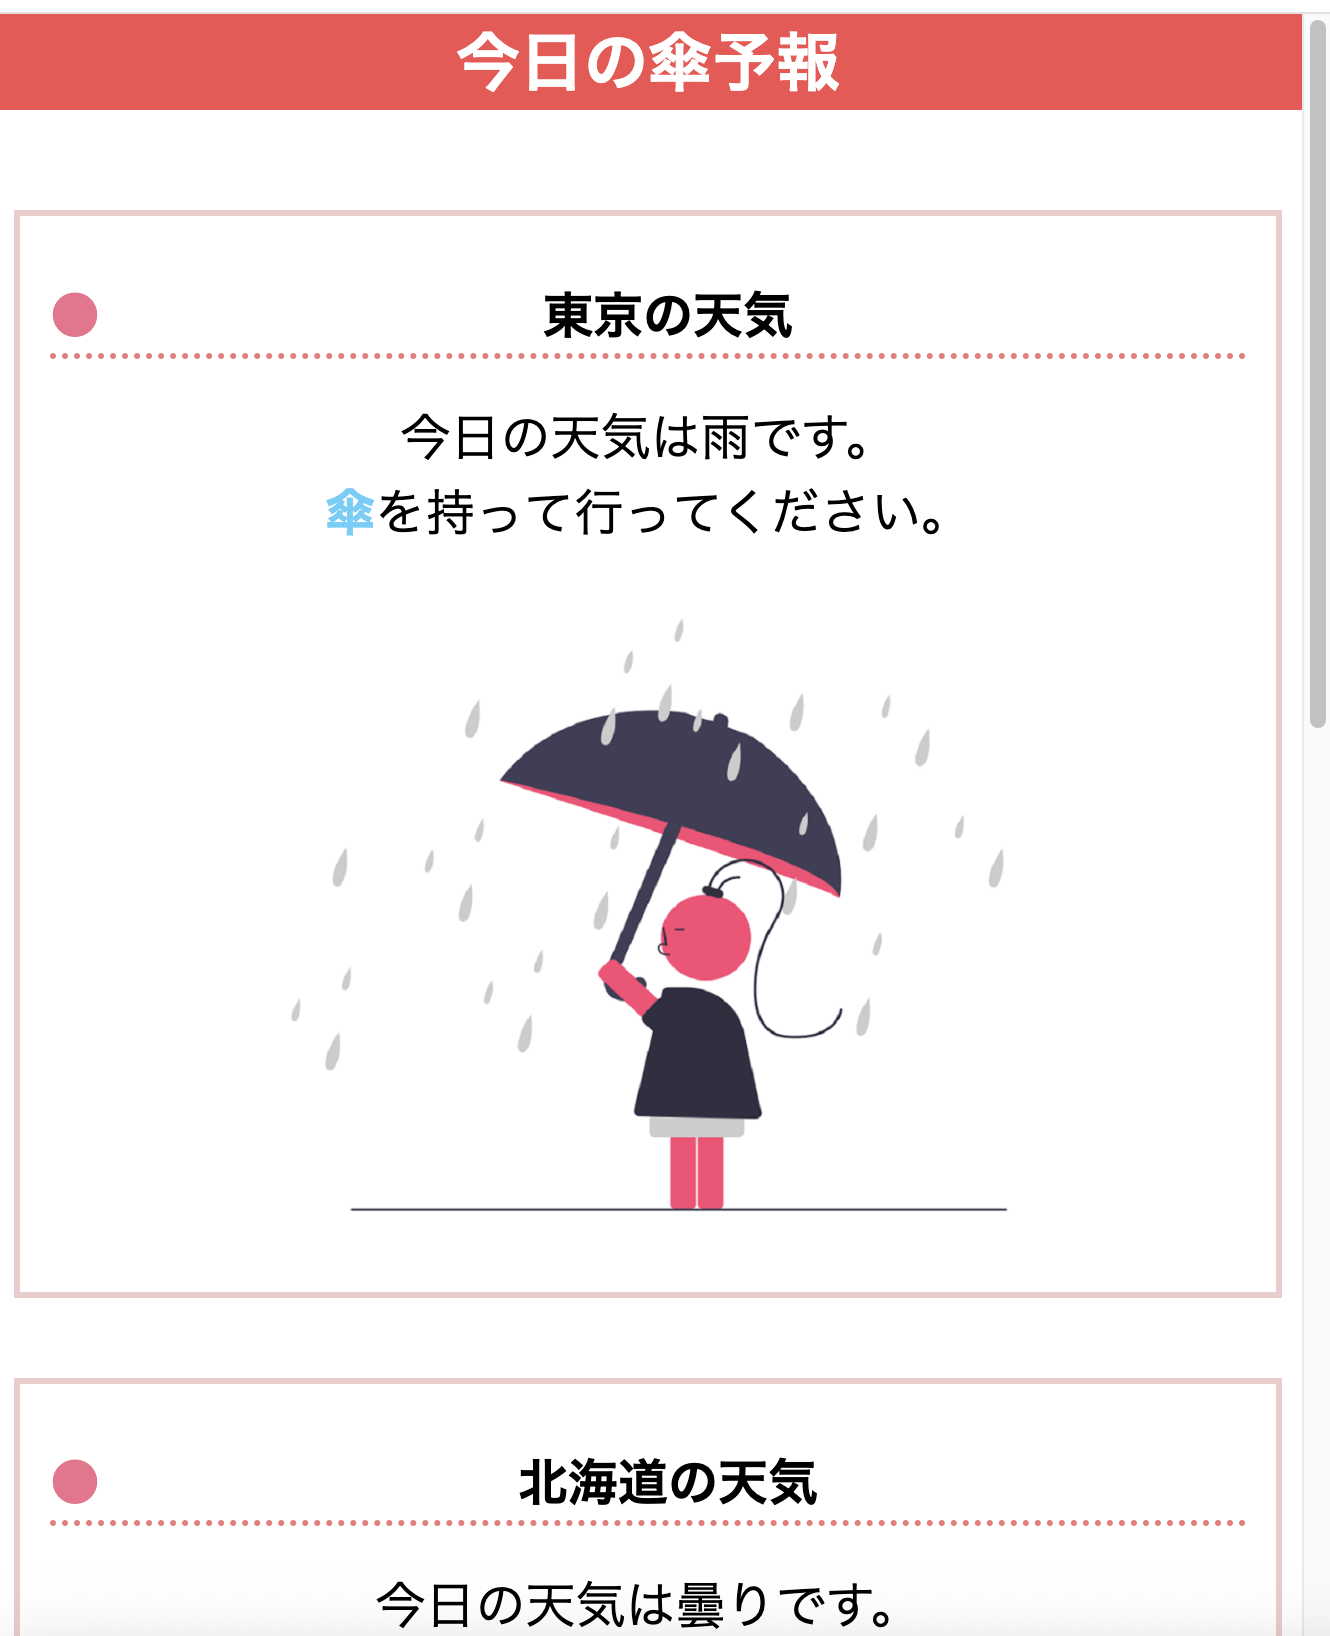 今日の傘予報
東京の天気
今日の天気は雨です。
傘を持って行ってください。
北海道の天気
今日の天気は曇りです。